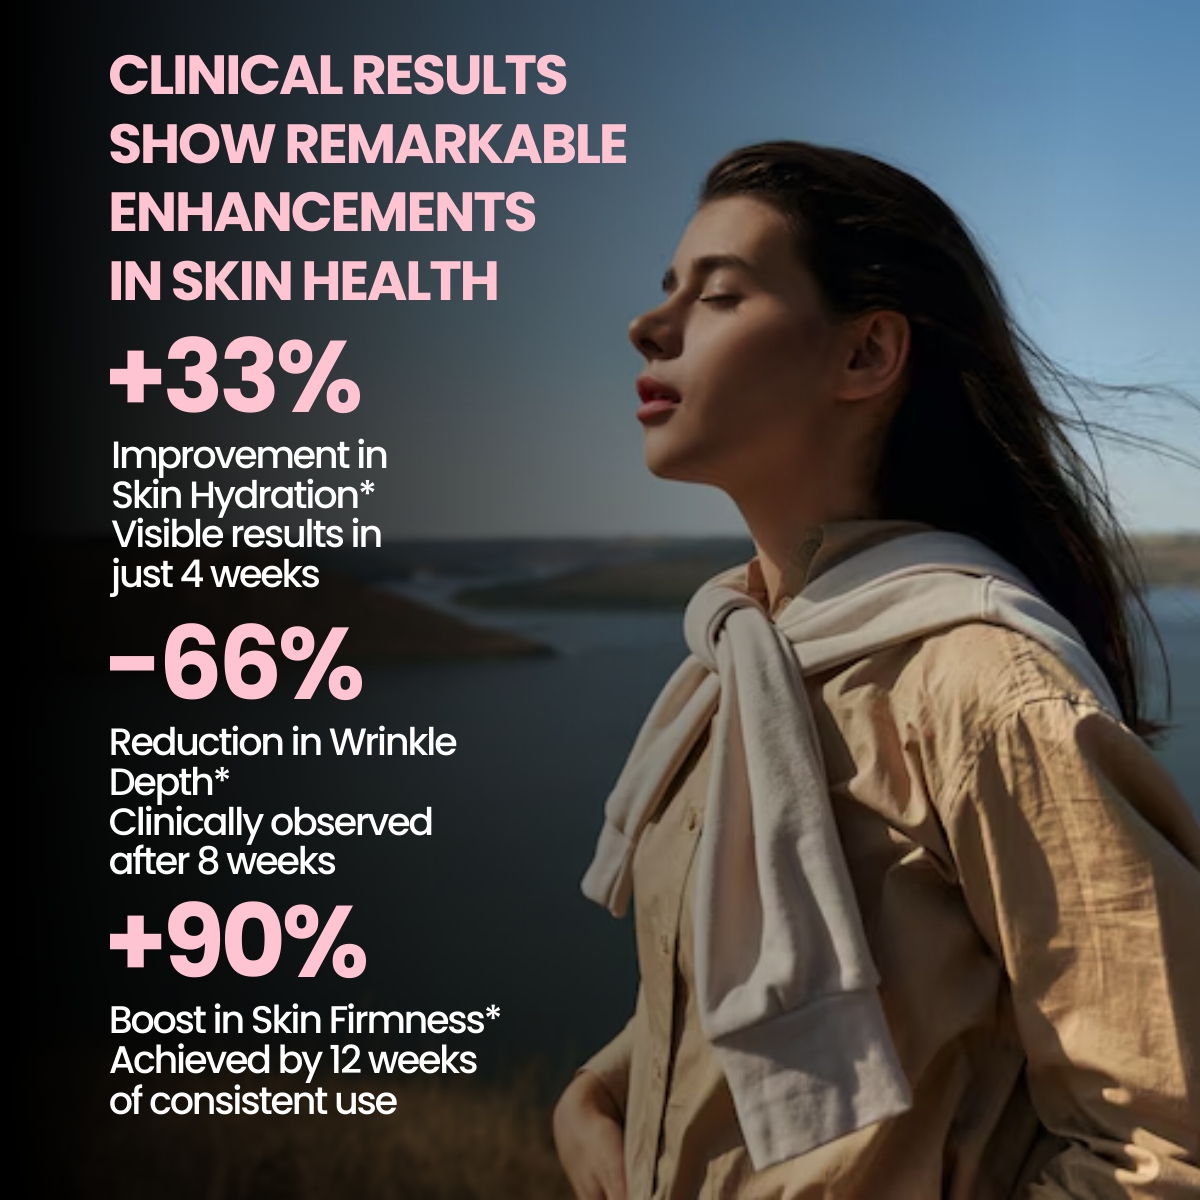 CLINICAL RESULTS
SHOW REMARKABLE
ENHANCEMENTS
IN SKIN HEALTH
+33%
Improvement in
Skin Hydration*
Visible results in
just 4 weeks
-66%
Reduction in Wrinkle
Depth*
Clinically observed
after 8 weeks
+90%
Boost in Skin Firmness*
Achieved by 12 weeks
of consistent use